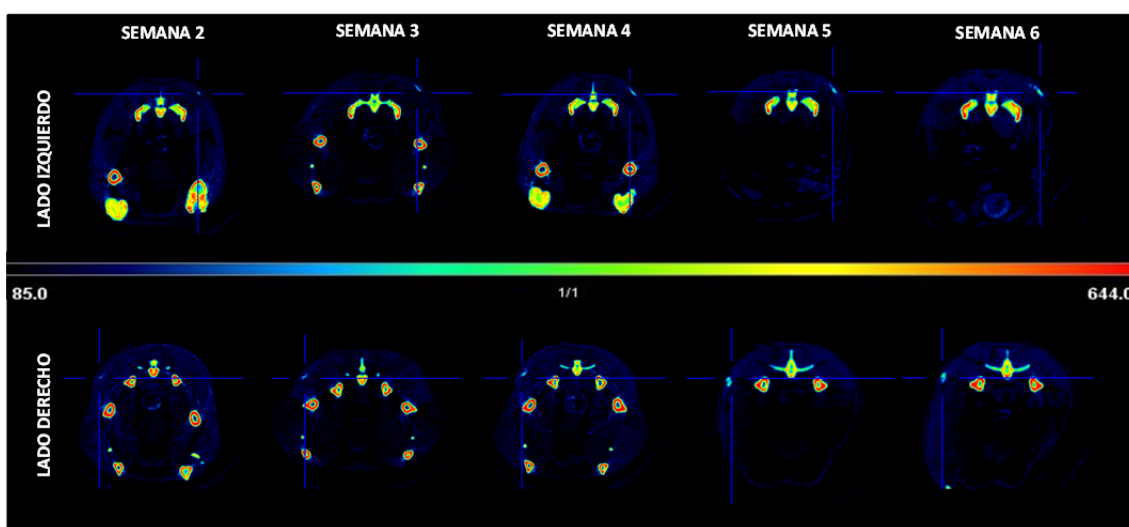 SEMANA 2 SEMANA 3 SEMANA 4 SEMANA 5 SEMANA 6
LADO IZQUIERDO
85.0 1/1 644.0
LADO DERECHO